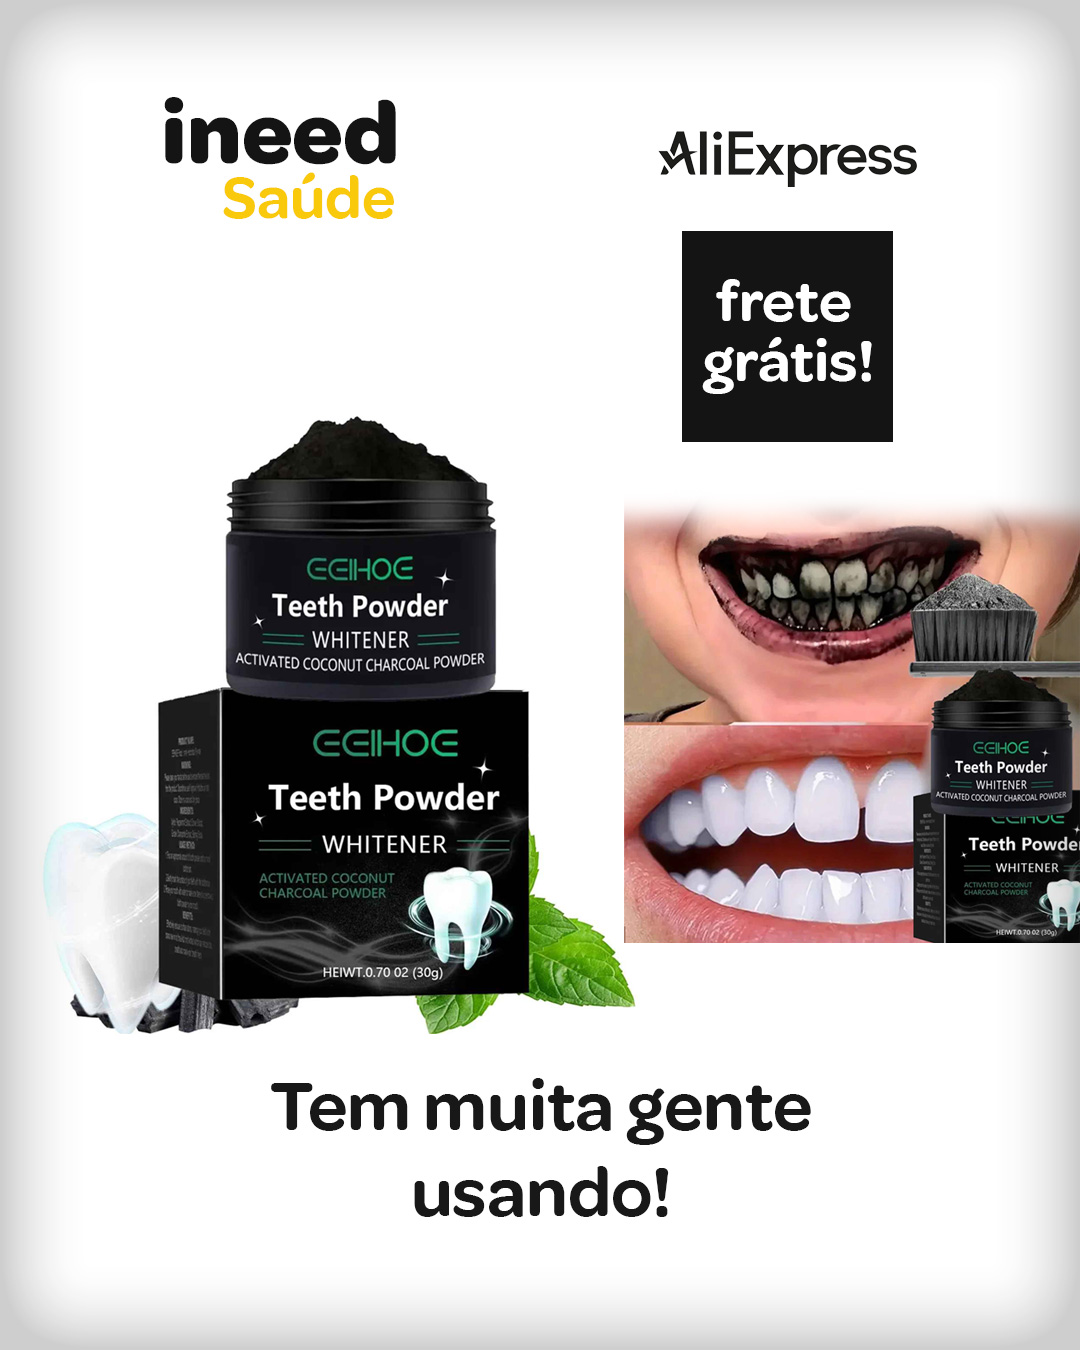 ineed
Saúde
AliExpress
frete
grátis!
EEIHOE
Teeth Powder
WHITENER
ACTIVATED COCONUT CHARCOAL POWDER
EEIHOE
Teeth Powder
WHITENER
ACTIVATED COCONUT
CHARCOAL POWDER
HEIWT.0.70 02 (30g)
EEIHOE
Teeth Powder
WHITENER
ACTIVATED COCONUT CHARCOAL POWDER
EEIHOE
Teeth Powde
WHITENER
ACTIVATED COCONUT
CHARCOAL POWDER
HEIWT.0.70 02 (30g)
Tem muita gente
usando!